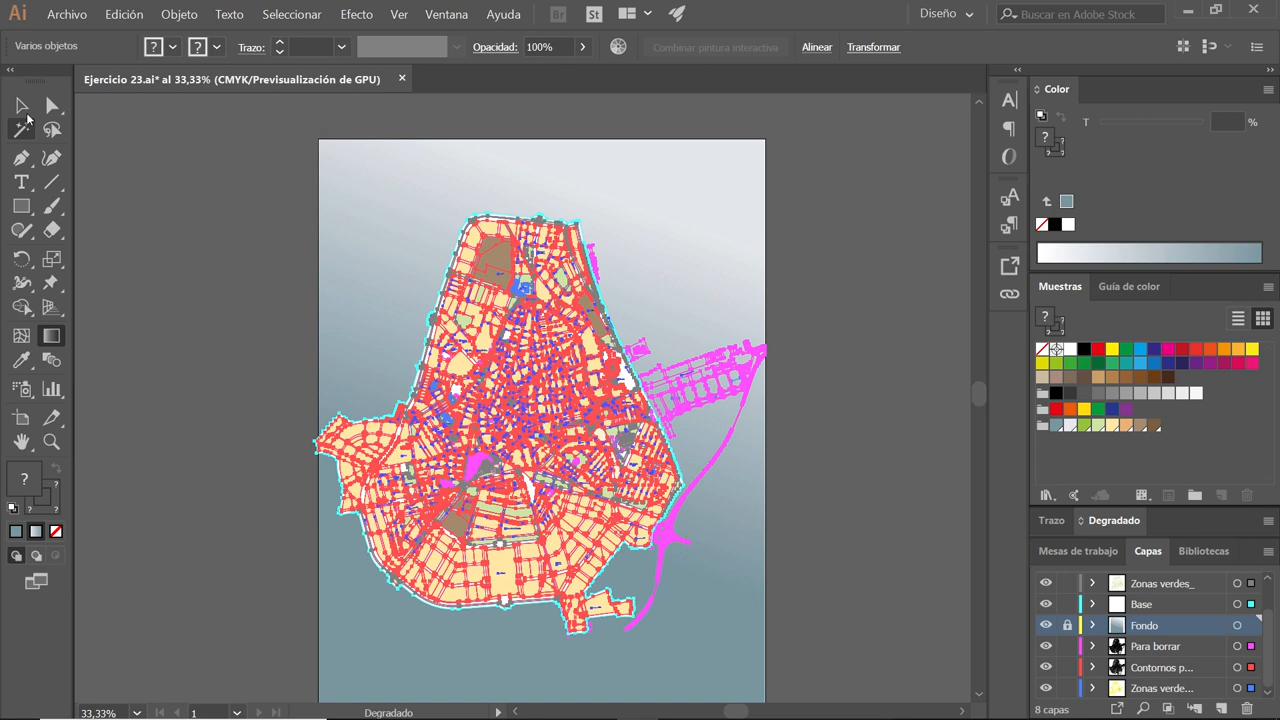 Ai Archivo Edición Objeto Texto Seleccionar Efecto Ver Ventana Ayuda Br St Diseño Buscar en Adobe Stock
Varios objetos ? ? Trazo: Opacidad: 100% Combinar pintura interactiva Alinear Transformar
Ejercicio 23.ai* al 33,33% (CMYK/Previsualización de GPU)
Color
T %
?
Muestras Guía de color
?
Trazo Degradado
Mesas de trabajo Capas Bibliotecas
Zonas verdes_
Base
Fondo
Para borrar
Contornos p...
Zonas verde...
8 capas
33,33% 1 Degradado